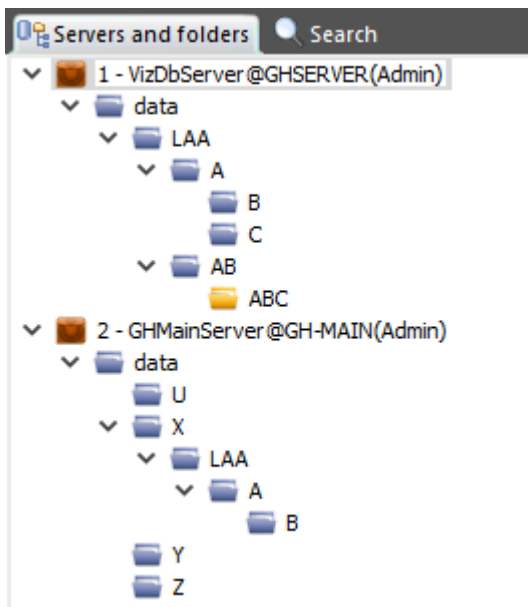 Servers and folders Search
1 - VizDbServer@GHSERVER(Admin)
data
LAA
A
B
C
AB
ABC
2 - GHMainServer@GH-MAIN(Admin)
data
U
X
LAA
A
B
Y
Z